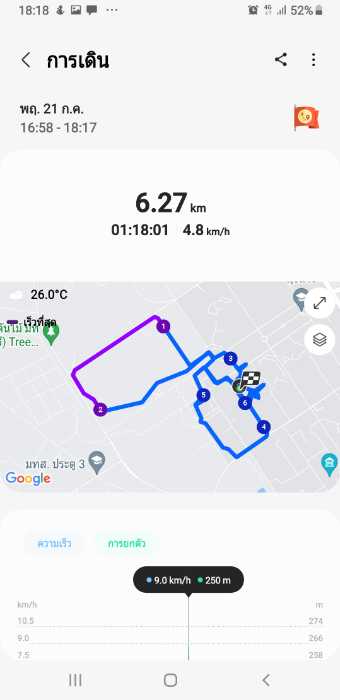 18:18 52%
การเดิน
พฤ. 21 ก.ค.
16:58 - 18:17
6.27 km
01:18:01 4.8 km/h
26.0°C
เร็วที่สุด
Tree...
1
2
3
5
6
4
มทส. ประตู 3
Google
ความเร็ว การยกตัว
9.0 km/h 250 m
km/h m
10.5 274
9.0 266
7.5 258